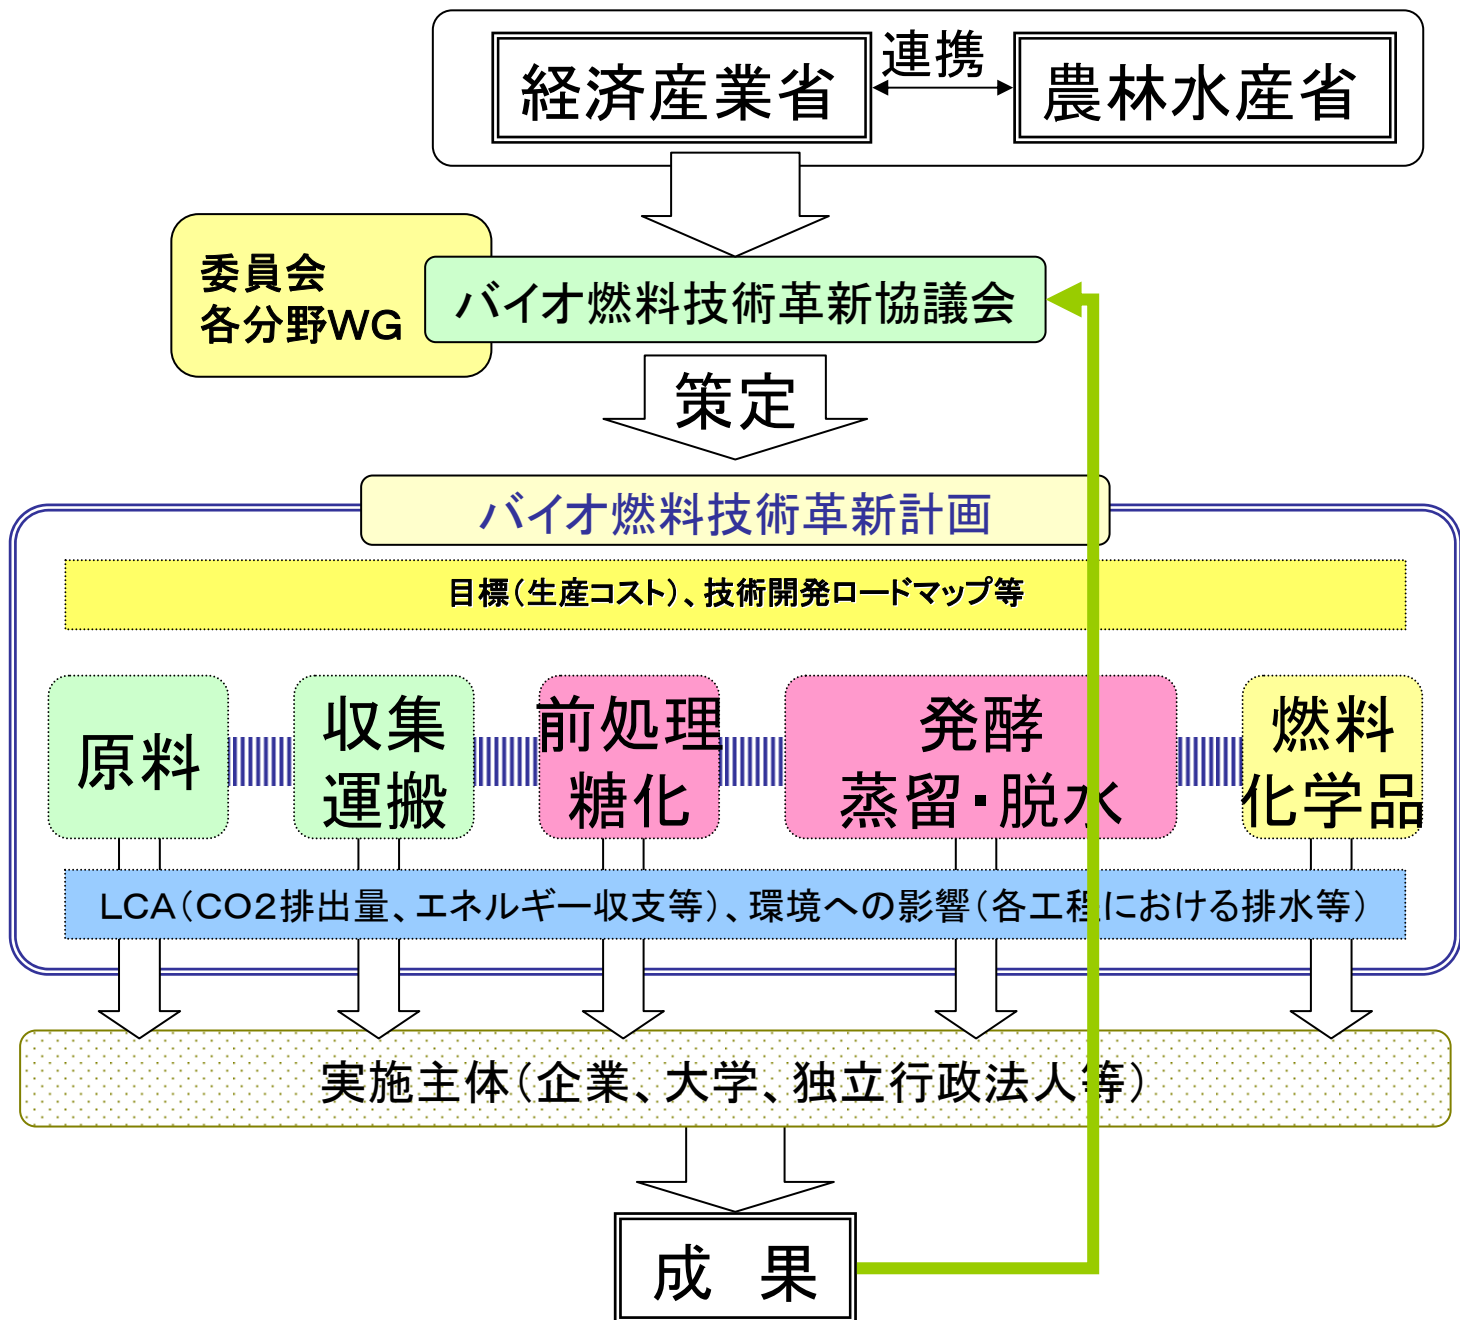 経済産業省
連携
農林水産省
委員会
各分野WG
バイオ燃料技術革新協議会
策定
バイオ燃料技術革新計画
目標（生産コスト）、技術開発ロードマップ等
原料
収集
運搬
前処理
糖化
発酵
蒸留・脱水
燃料
化学品
LCA（CO2排出量、エネルギー収支等）、環境への影響（各工程における排水等）
実施主体（企業、大学、独立行政法人等）
成　果